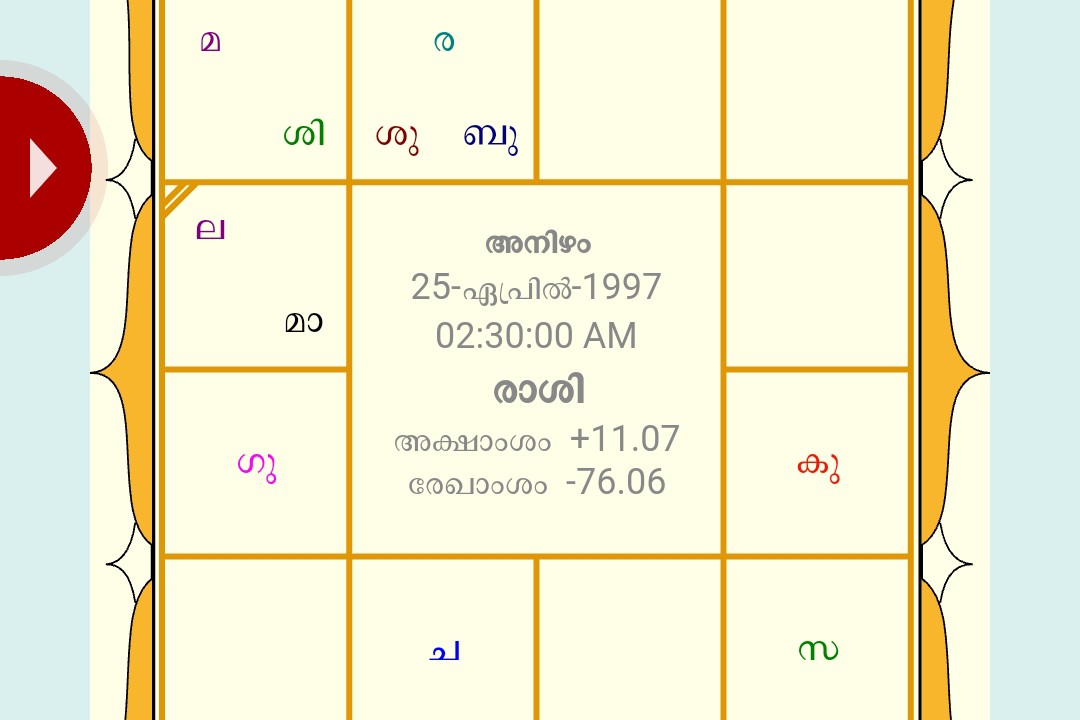 മ
ര
ശി
ശു
ബു
ല
മാ
അനിഴം
25-ഏപ്രിൽ-1997
02:30:00 AM
രാശി
അക്ഷാംശം +11.07
രേഖാംശം -76.06
ഗു
കു
ച
സ